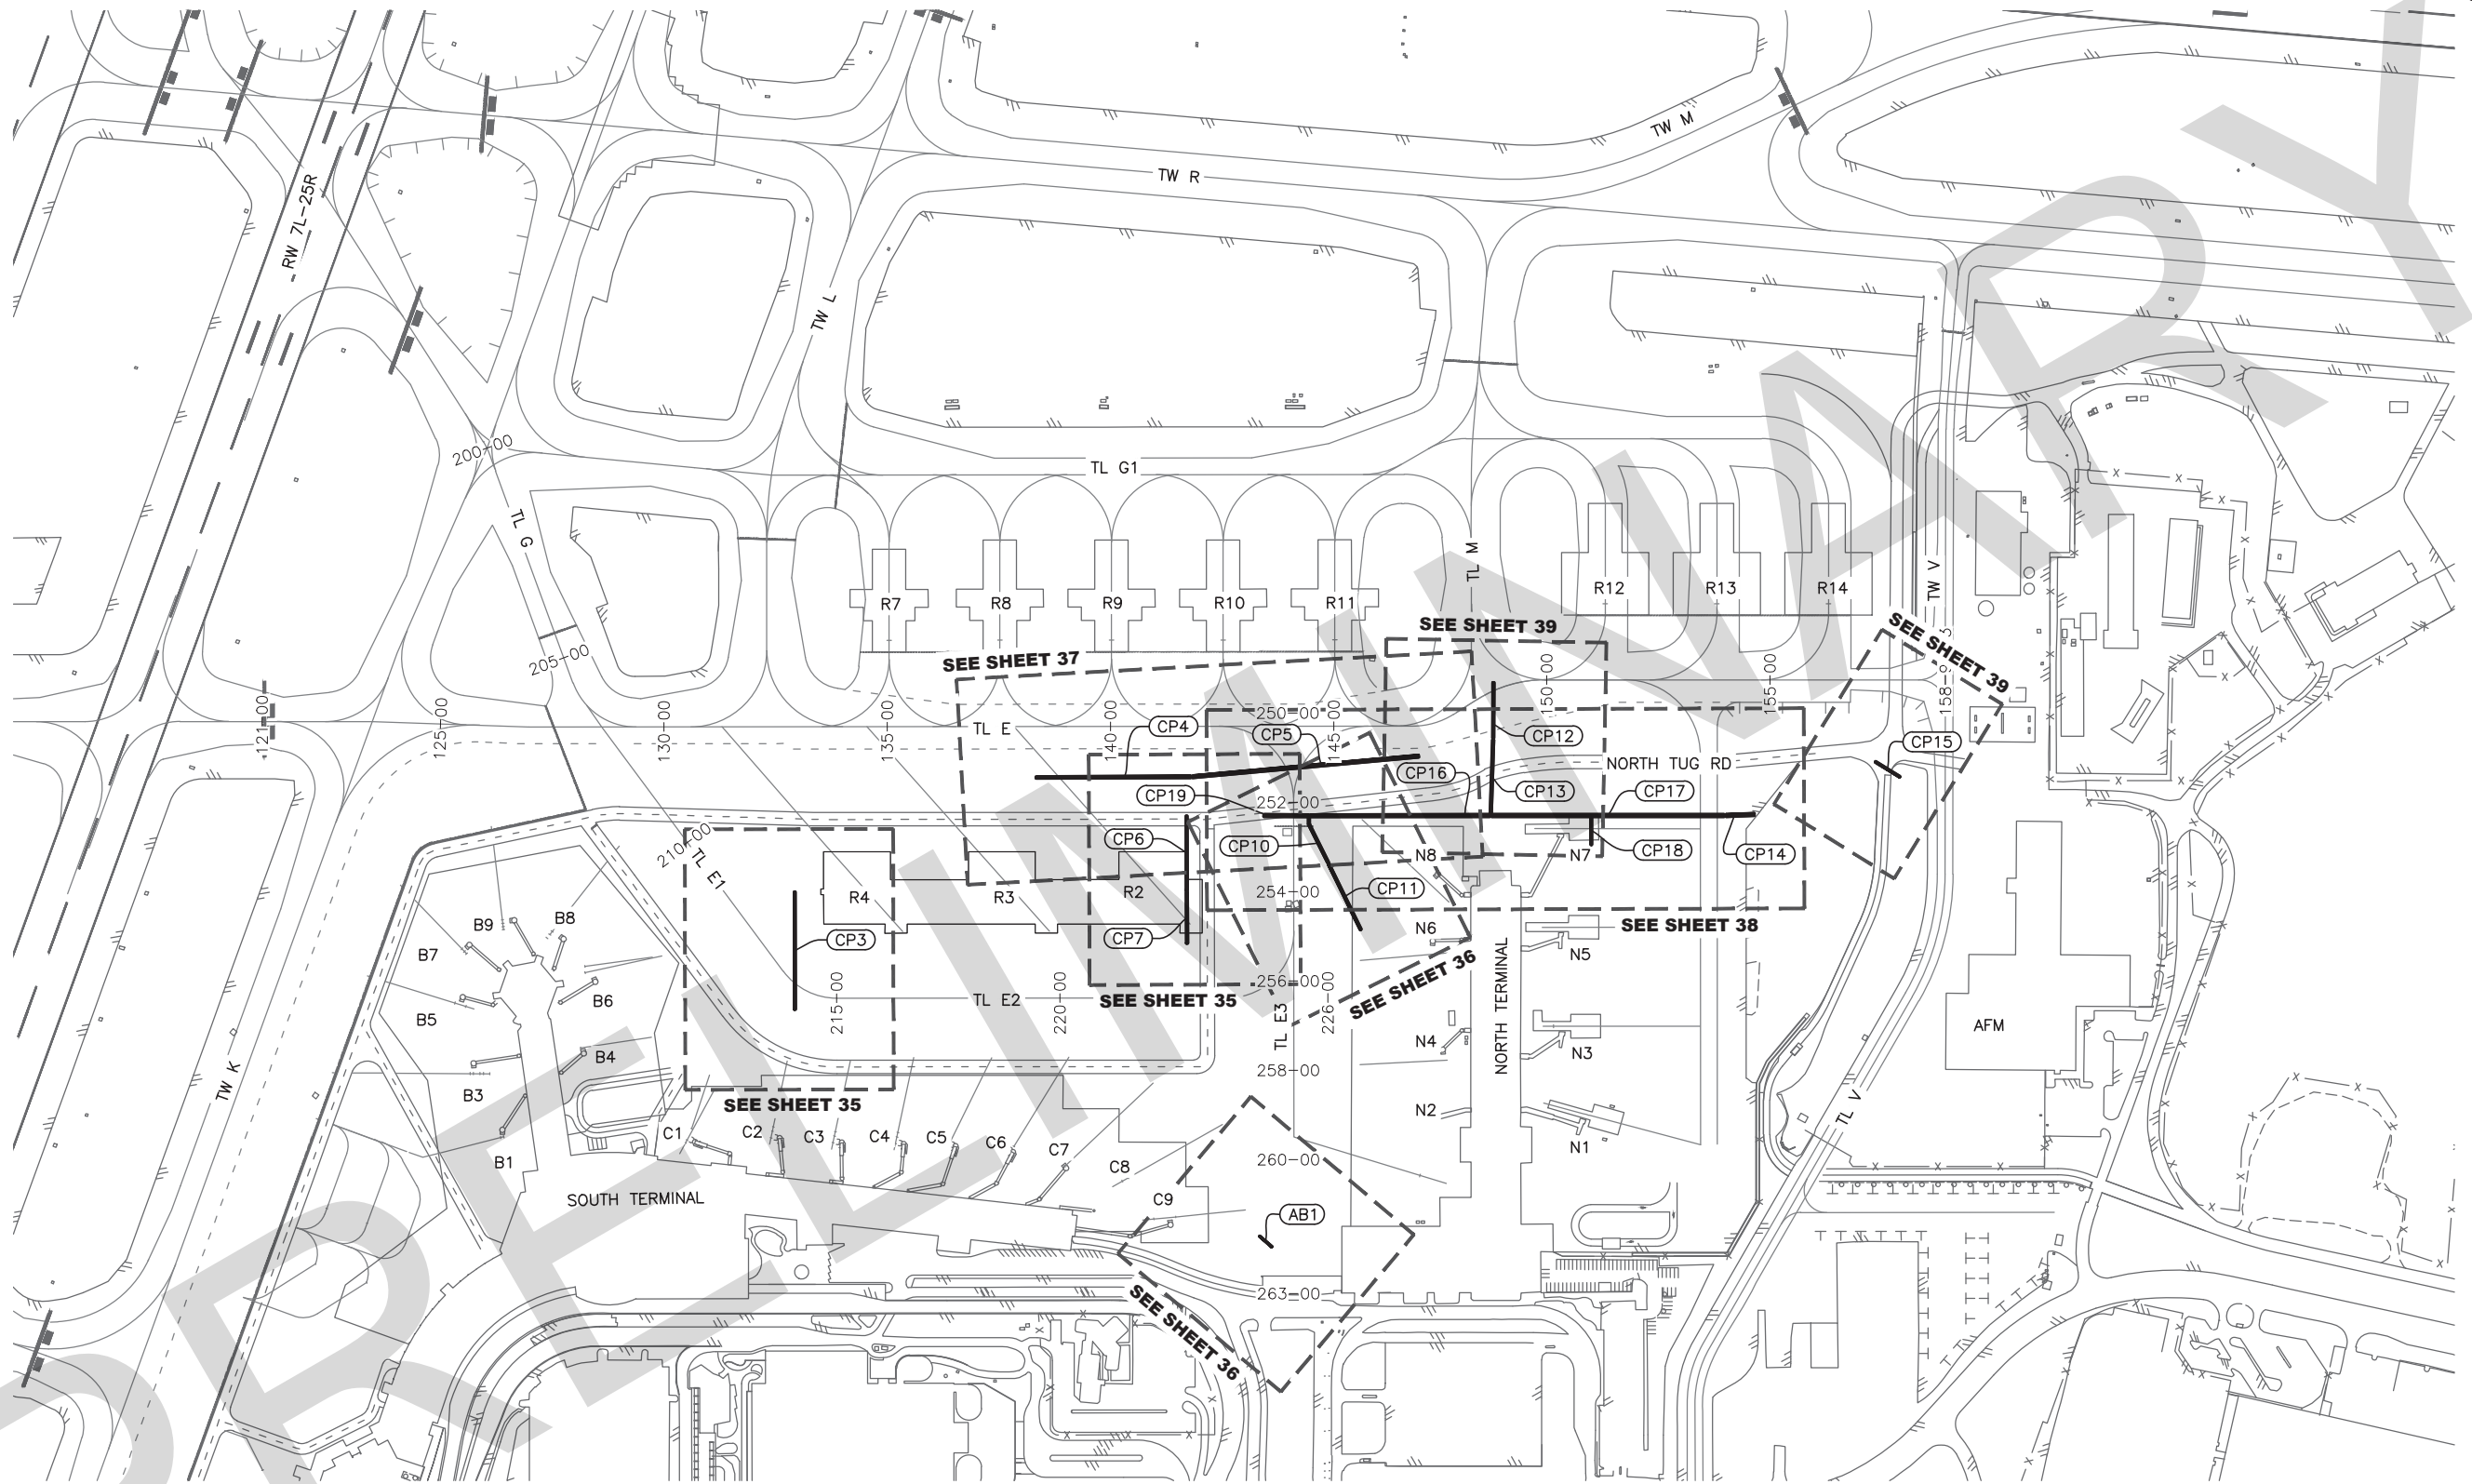 TW M
TW R
RW 7L-25R
TW L
200+00
TL G1
TL G
TL M
TW V
R7
R8
R9
R10
R11
R12
R13
R14
SEE SHEET 39
SEE SHEET 39
SEE SHEET 37
205+00
121+00
125+00
130+00
135+00
140+00
145+00
150+00
155+00
TL E
CP4
250+00
CP5
CP12
CP15
NORTH TUG RD
CP16
CP19
252+00
CP13
CP17
210+00
TL E1
CP6
CP10
N8
N7
CP18
CP14
R4
R3
R2
254+00
CP11
B9
B8
CP3
CP7
N6
SEE SHEET 38
B7
N5
SEE SHEET 36
256+00
B6
215+00
TL E2
220+00
SEE SHEET 35
226+00
B5
TL E3
NORTH TERMINAL
AFM
N4
N3
B4
TW K
258+00
B3
SEE SHEET 35
N2
TL V
C1
C2
C3
C4
C5
C6
C7
N1
B1
C8
260+00
SOUTH TERMINAL
C9
AB1
263+00
SEE SHEET 36
PRELIMINARY